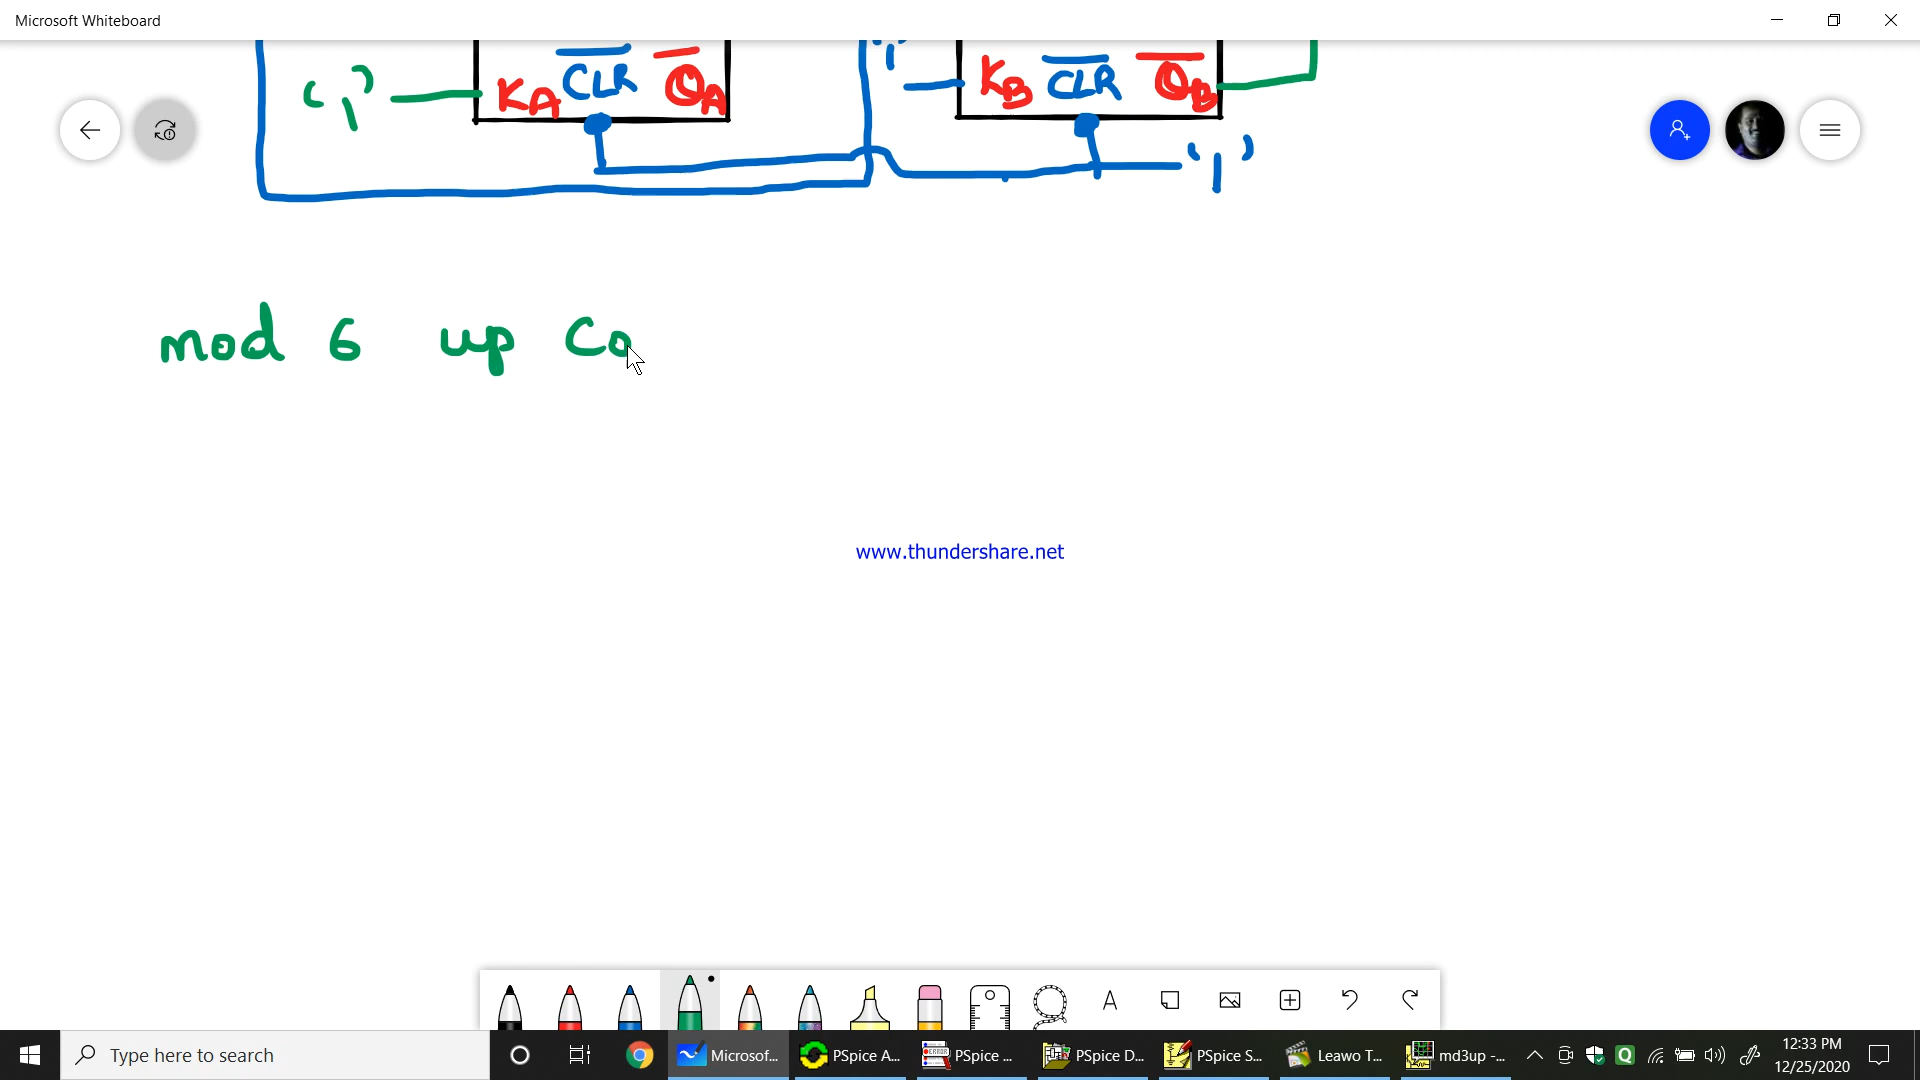 Microsoft Whiteboard
'1' KA CLR QA '1' KB CLR QB
'1'
mod 6 up Co
www.thundershare.net
A
Type here to search
Microsof... PSpice A... PSpice ... PSpice D... PSpice S... Leawo T... md3up -...
12:33 PM
12/25/2020